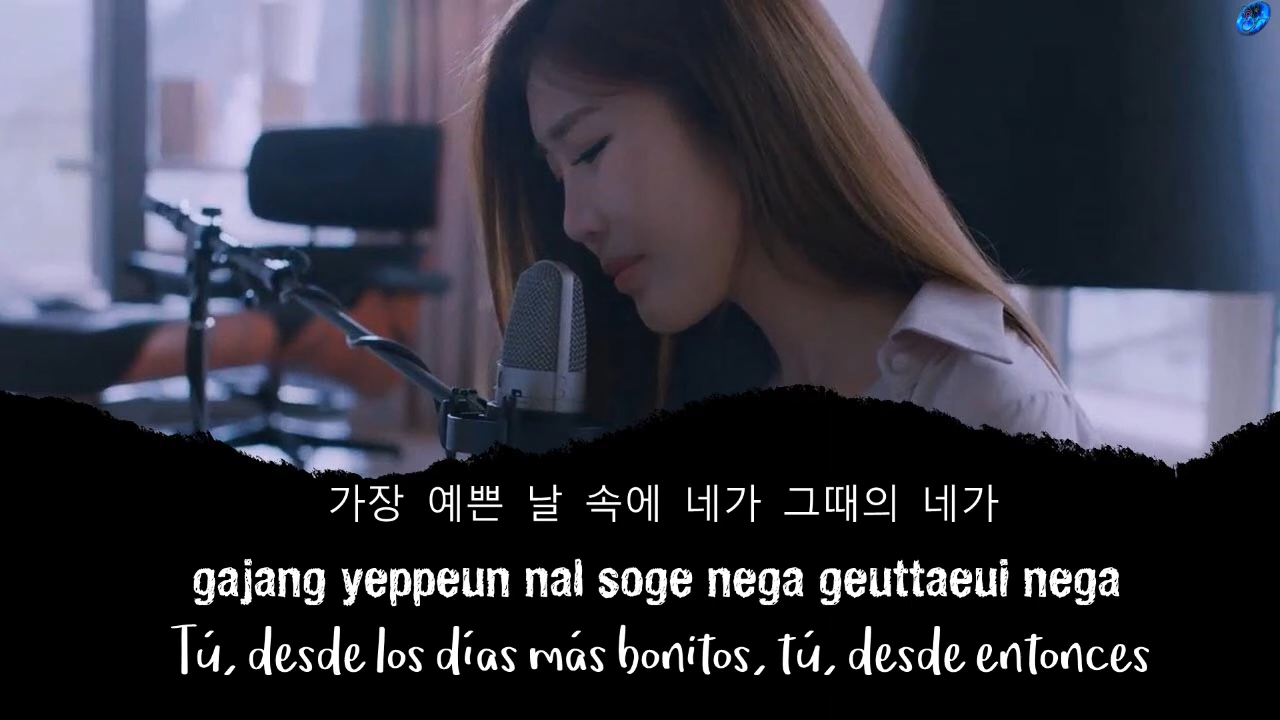 가장 예쁜 날 속에 네가 그때의 네가
gajang yeppeun nal soge nega geuttaeui nega
Tú, desde los días más bonitos, tú, desde entonces